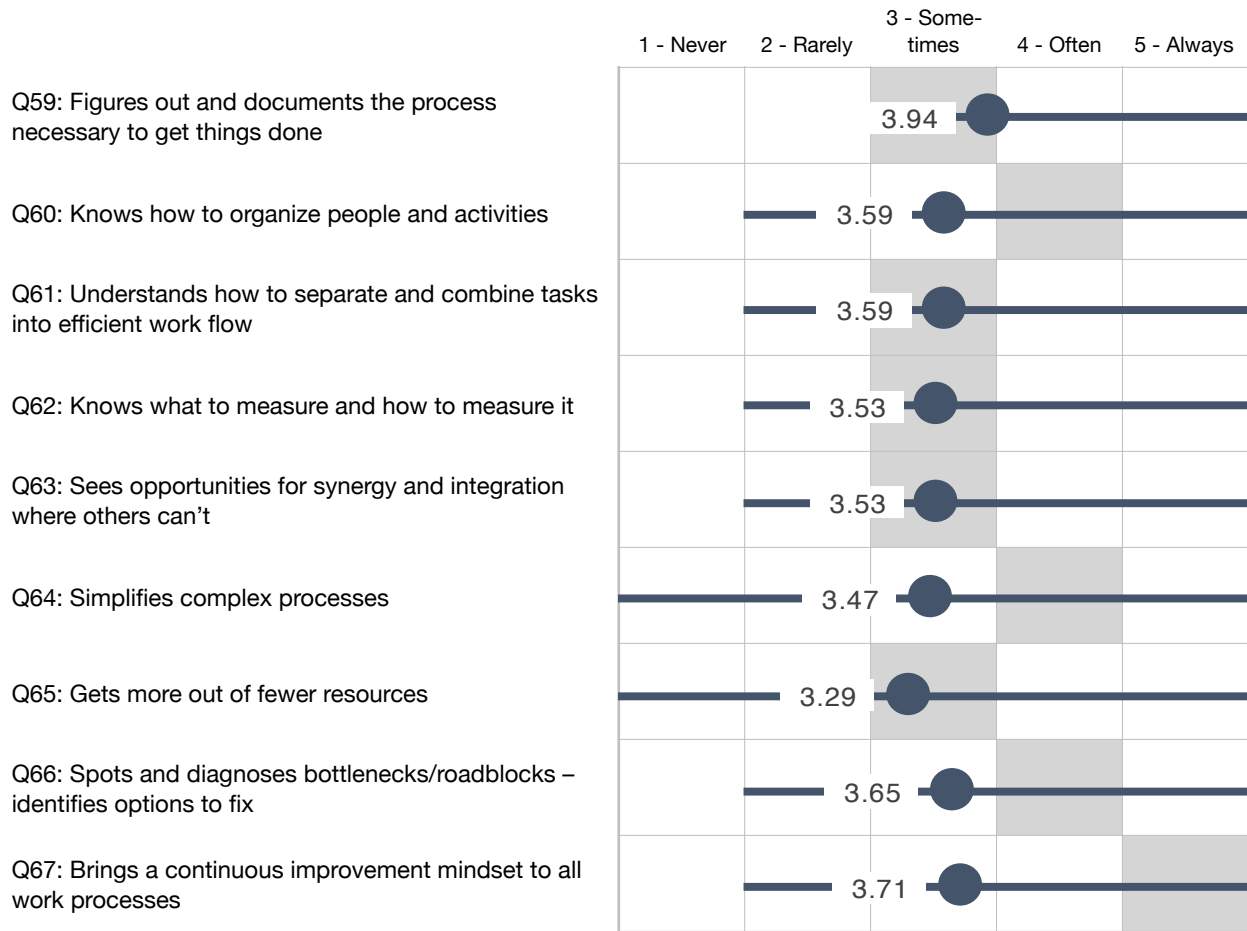 3 - Some-
1 - Never 2 - Rarely times 4 - Often 5 - Always
Q59: Figures out and documents the process
necessary to get things done
3.94
Q60: Knows how to organize people and activities
3.59
Q61: Understands how to separate and combine tasks
into efficient work flow
3.59
Q62: Knows what to measure and how to measure it
3.53
Q63: Sees opportunities for synergy and integration
where others can’t
3.53
Q64: Simplifies complex processes
3.47
Q65: Gets more out of fewer resources
3.29
Q66: Spots and diagnoses bottlenecks/roadblocks –
identifies options to fix
3.65
Q67: Brings a continuous improvement mindset to all
work processes
3.71